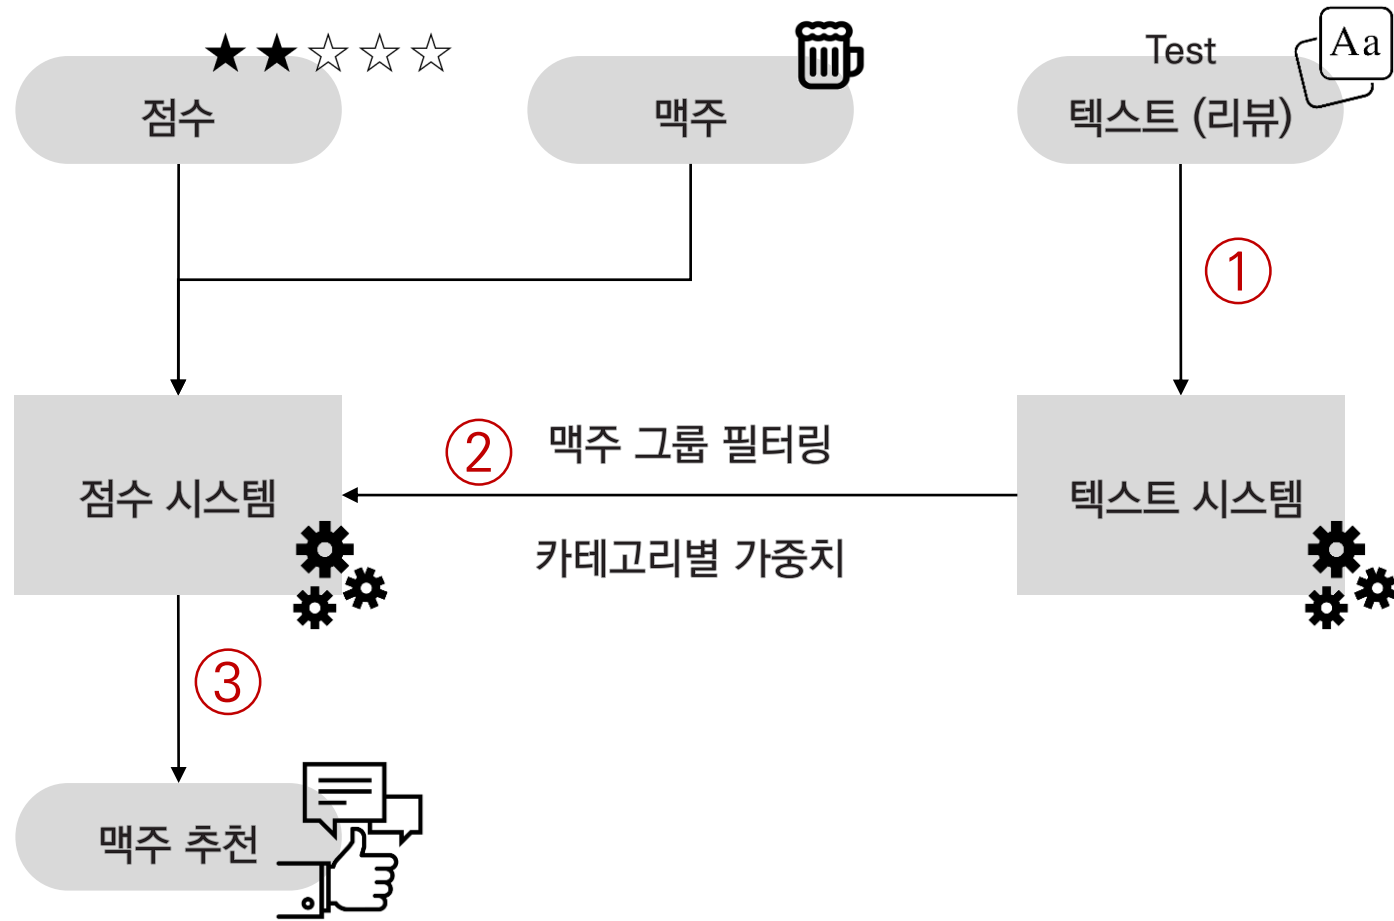 점수
맥주
Test
텍스트 (리뷰)
Aa
①
②
맥주 그룹 필터링
카테고리별 가중치
점수 시스템
텍스트 시스템
③
맥주 추천